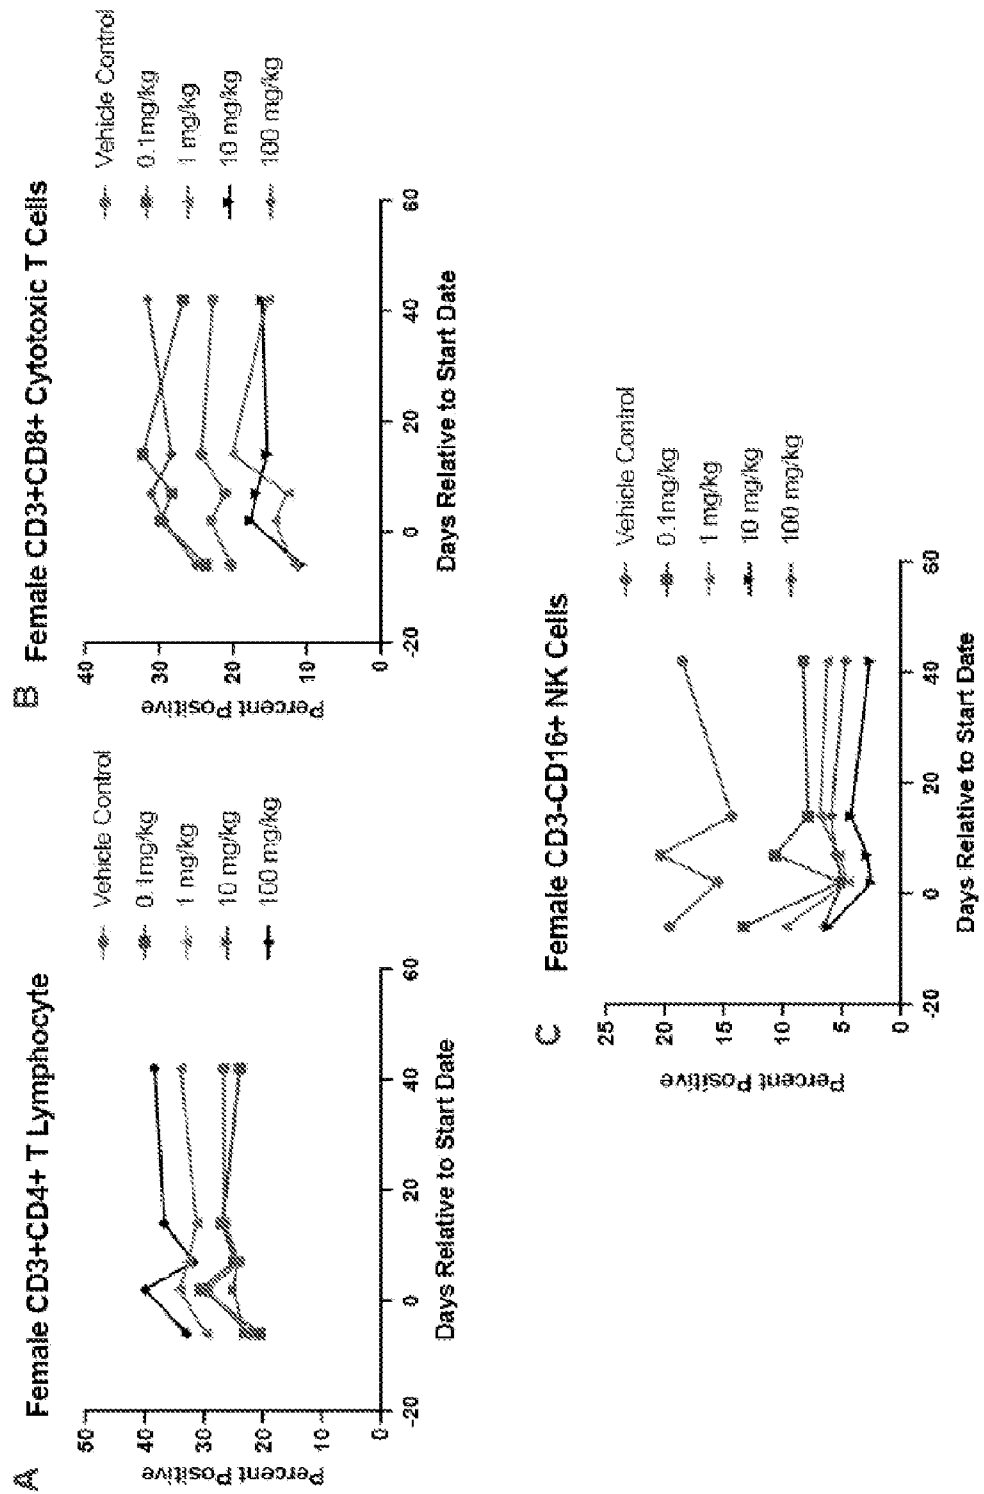 A
Female CD3+CD4+ T Lymphocyte
Percent Positive
50
40
30
20
10
0
-20
0
20
40
60
Days Relative to Start Date
Vehicle Control
0.1mg/kg
1 mg/kg
10 mg/kg
100 mg/kg
B
Female CD3+CD8+ Cytotoxic T Cells
Percent Positive
40
30
20
10
0
-20
0
20
40
60
Days Relative to Start Date
Vehicle Control
0.1mg/kg
1 mg/kg
10 mg/kg
100 mg/kg
C
Female CD3-CD16+ NK Cells
Percent Positive
25
20
15
10
5
0
-20
0
20
40
60
Days Relative to Start Date
Vehicle Control
0.1mg/kg
1 mg/kg
10 mg/kg
100 mg/kg